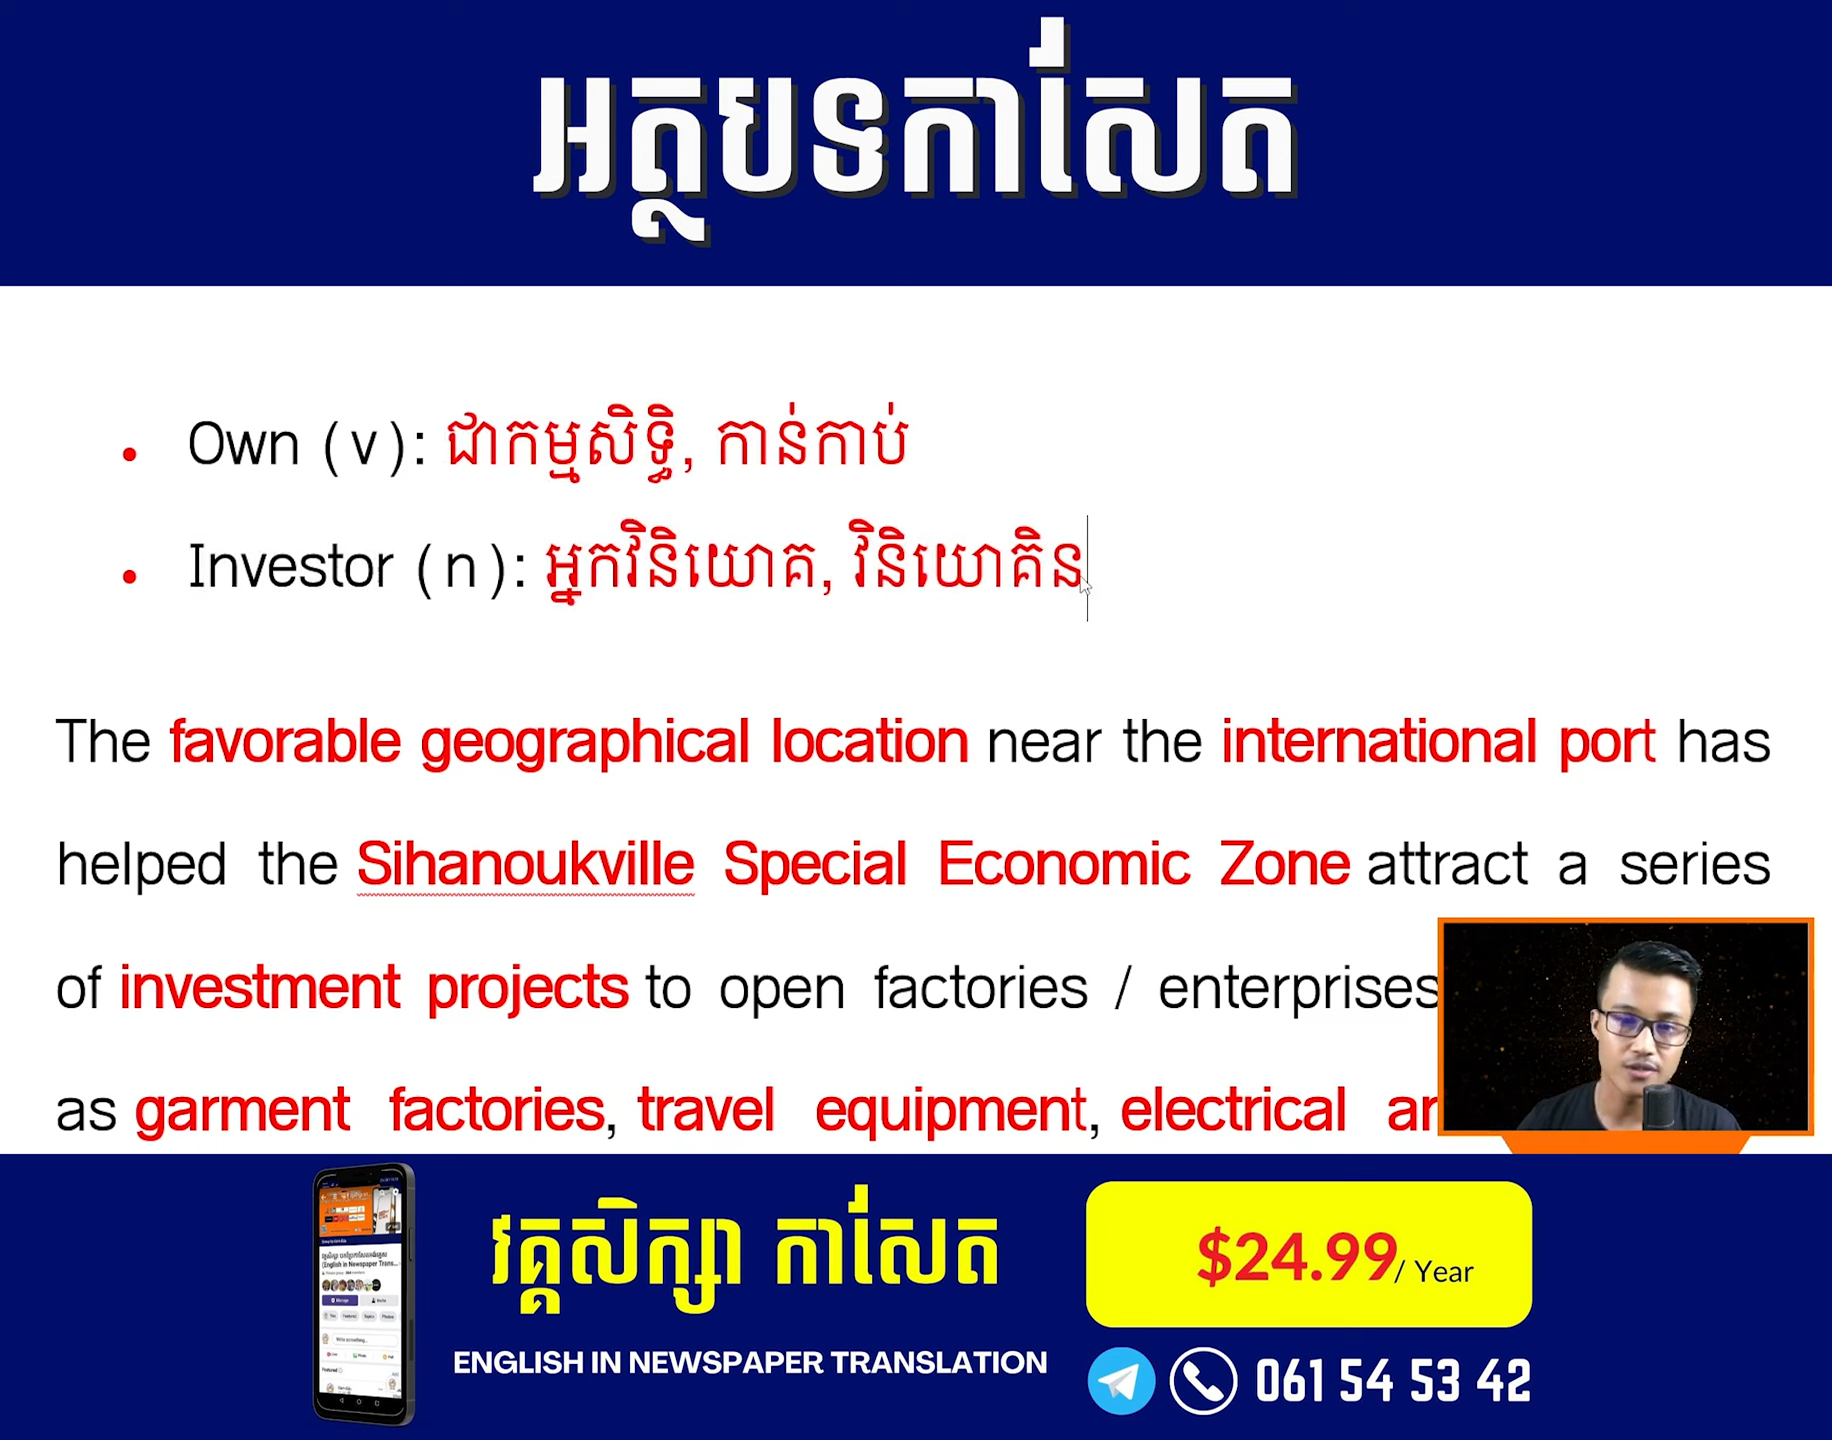 អត្ថបទកាសែត
• Own (v): ជាកម្មសិទ្ធិ, កាន់កាប់
• Investor (n): អ្នកវិនិយោគ, វិនិយោគិន
The favorable geographical location near the international port has
helped the Sihanoukville Special Economic Zone attract a series
of investment projects to open factories / enterprises
as garment factories, travel equipment, electrical
វគ្គសិក្សា កាសែត
ENGLISH IN NEWSPAPER TRANSLATION
$24.99/ Year
061 54 53 42